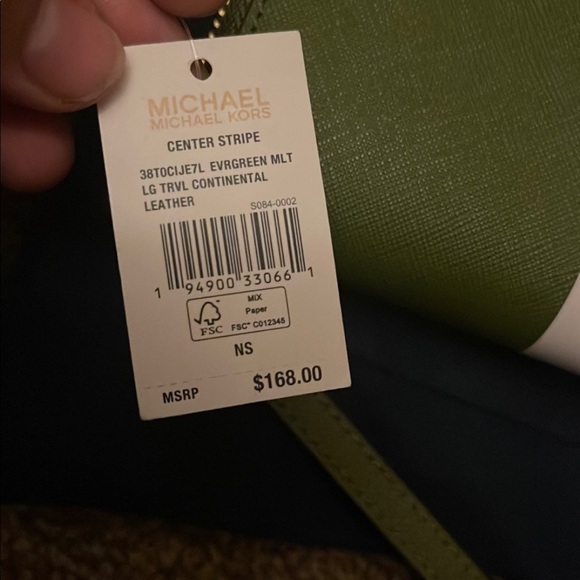 MICHAEL
MICHAEL KORS
CENTER STRIPE
38T0CIJE7L EVRGREEN MLT
LG TRVL CONTINENTAL
LEATHER
S084-0002
1 94900 33066 1
FSC
MIX
Paper
FSC® C012345
NS
MSRP $168.00